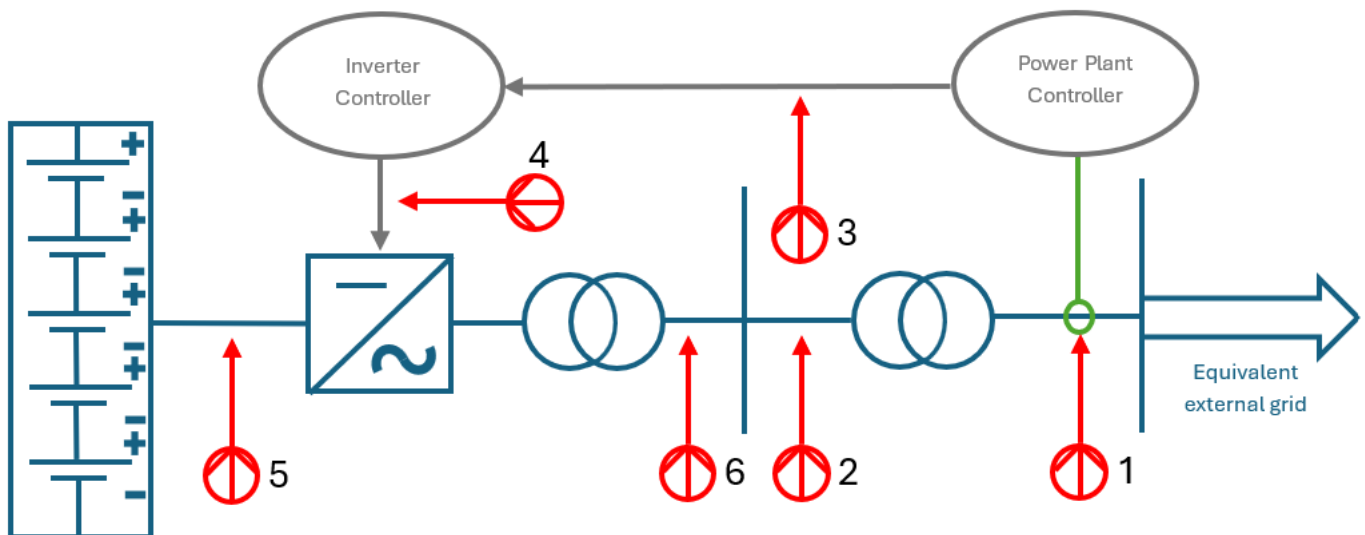 Inverter
Controller
Power Plant
Controller
4
3
5
6
2
1
Equivalent
external grid
+
-
+
-
+
-
+
-
+
-